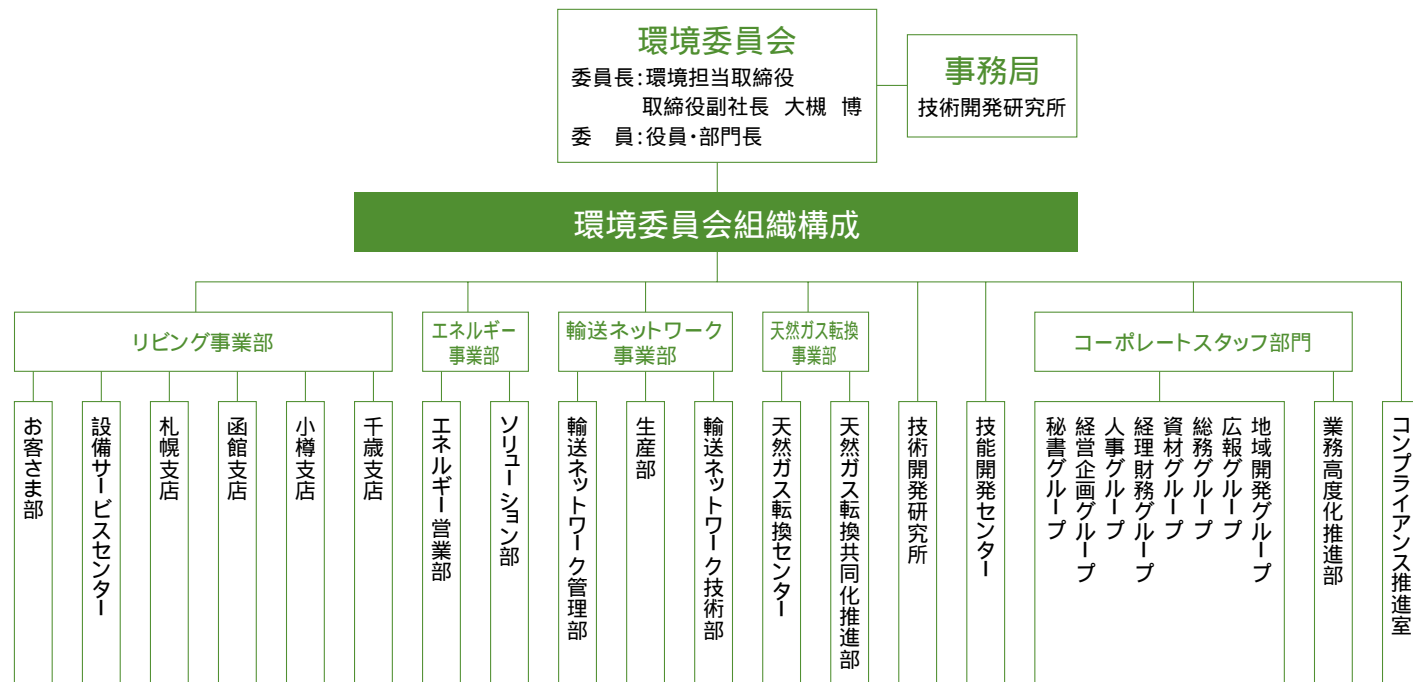 環境委員会
委員長:環境担当取締役
取締役副社長 大槻 博
委 員:役員・部門長
事務局
技術開発研究所
環境委員会組織構成
リビング事業部
エネルギー
事業部
輸送ネットワーク
事業部
天然ガス転換
事業部
コーポレートスタッフ部門
お客さま部
設備サービスセンター
札幌支店
函館支店
小樽支店
千歳支店
エネルギー営業部
ソリューション部
輸送ネットワーク管理部
生産部
輸送ネットワーク技術部
天然ガス転換センター
天然ガス転換共同化推進部
技術開発研究所
技能開発センター
秘書グループ
経営企画グループ
人事グループ
経理財務グループ
資材グループ
総務グループ
広報グループ
地域開発グループ
業務高度化推進部
コンプライアンス推進室